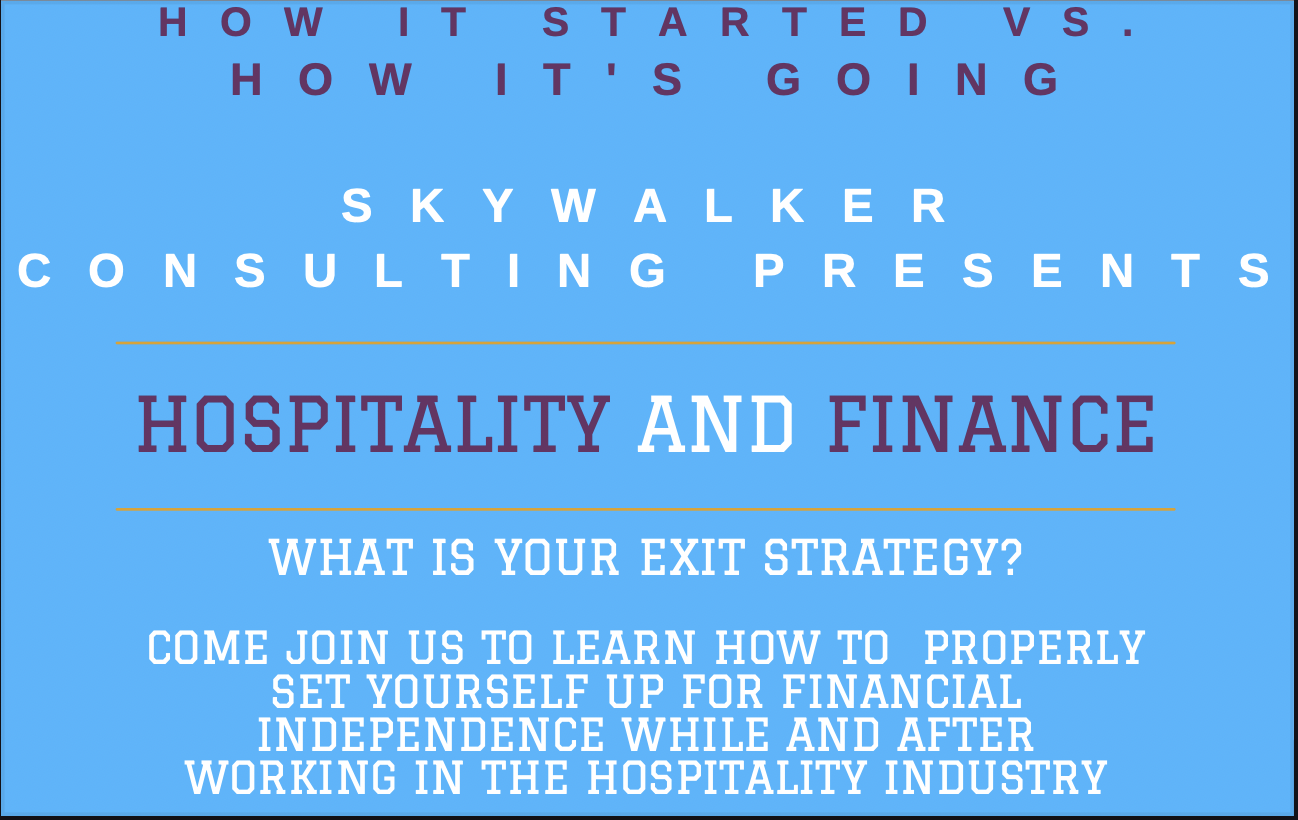 HOW IT STARTED VS.
HOW IT'S GOING
SKYWALKER
CONSULTING PRESENTS
HOSPITALITY AND FINANCE
WHAT IS YOUR EXIT STRATEGY?
COME JOIN US TO LEARN HOW TO PROPERLY
SET YOURSELF UP FOR FINANCIAL
INDEPENDENCE WHILE AND AFTER
WORKING IN THE HOSPITALITY INDUSTRY